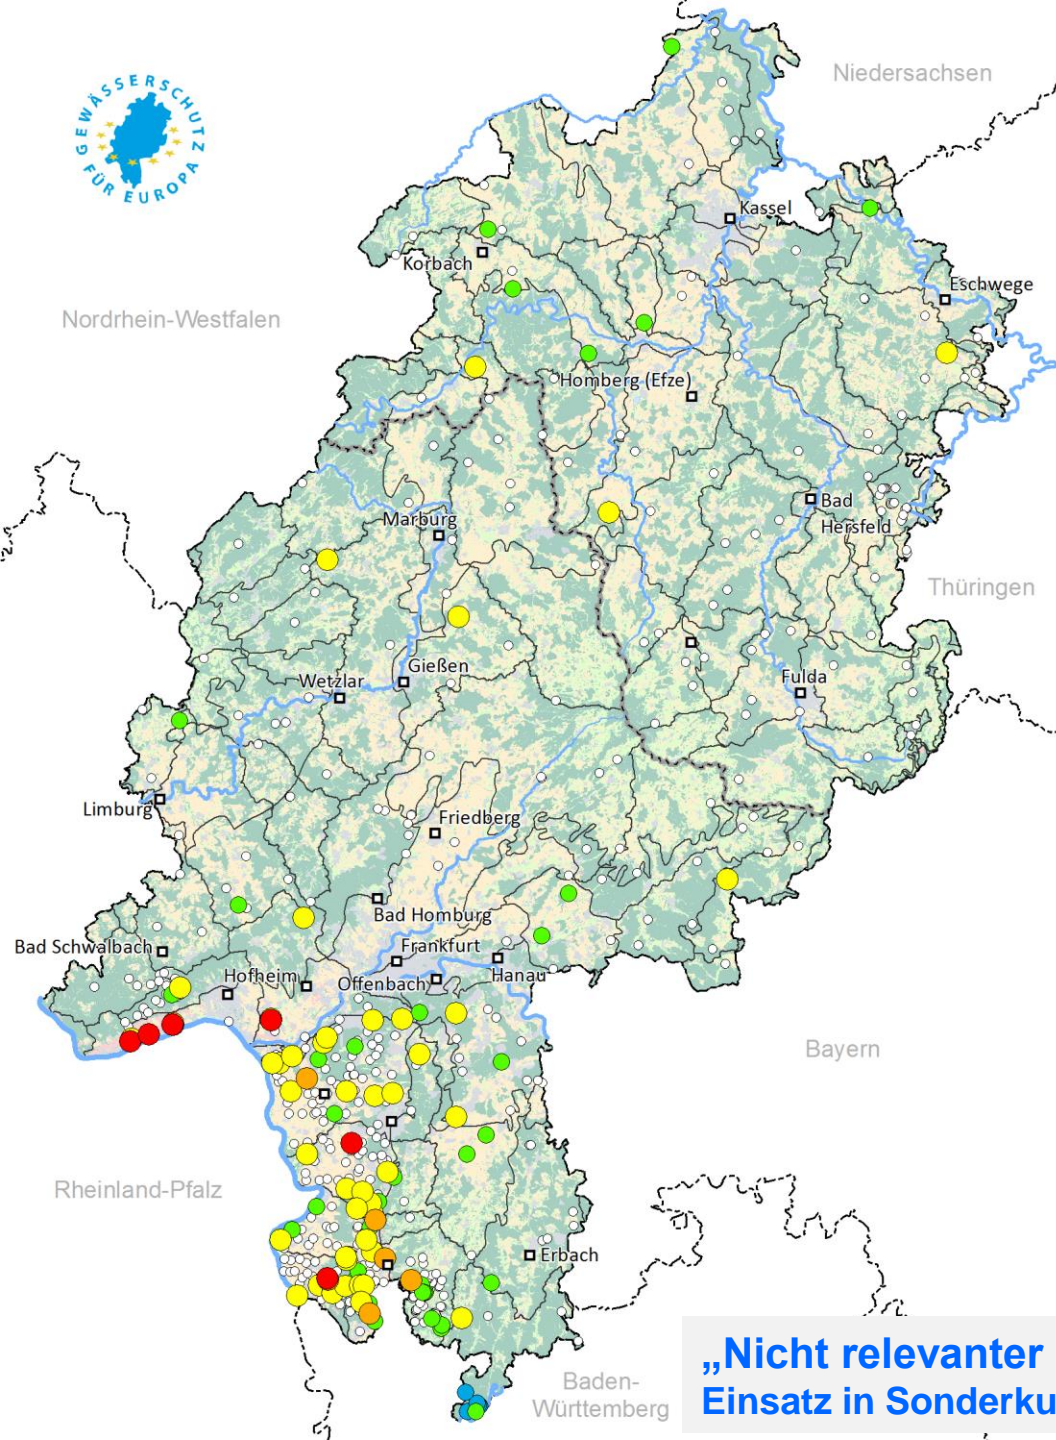 GEWÄSSERSCHUTZ
FÜR EUROPA
Niedersachsen
Kassel
Korbach
Eschwege
Nordrhein-Westfalen
Homberg (Efze)
Marburg
Bad
Hersfeld
Thüringen
Gießen
Wetzlar
Fulda
Limburg
Friedberg
Bad Homburg
Bad Schwalbach
Frankfurt
Hofheim
Offenbach
Hanau
Bayern
Rheinland-Pfalz
Erbach
„Nicht relevanter
Einsatz in Sonderku
Baden-
Württemberg